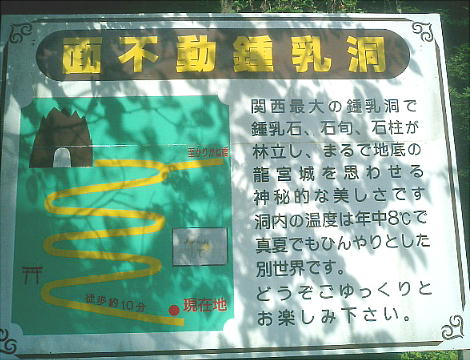 面不動鍾乳洞
関西最大の鍾乳洞で
鍾乳石、石旬、石柱が
林立し、まるで地底の
龍宮城を思わせる
神秘的な美しさです
洞内の温度は年中8℃で
真夏でもひんやりとした
別世界です。
どうぞごゆっくりと
お楽しみ下さい。
徒歩約10分
現在地